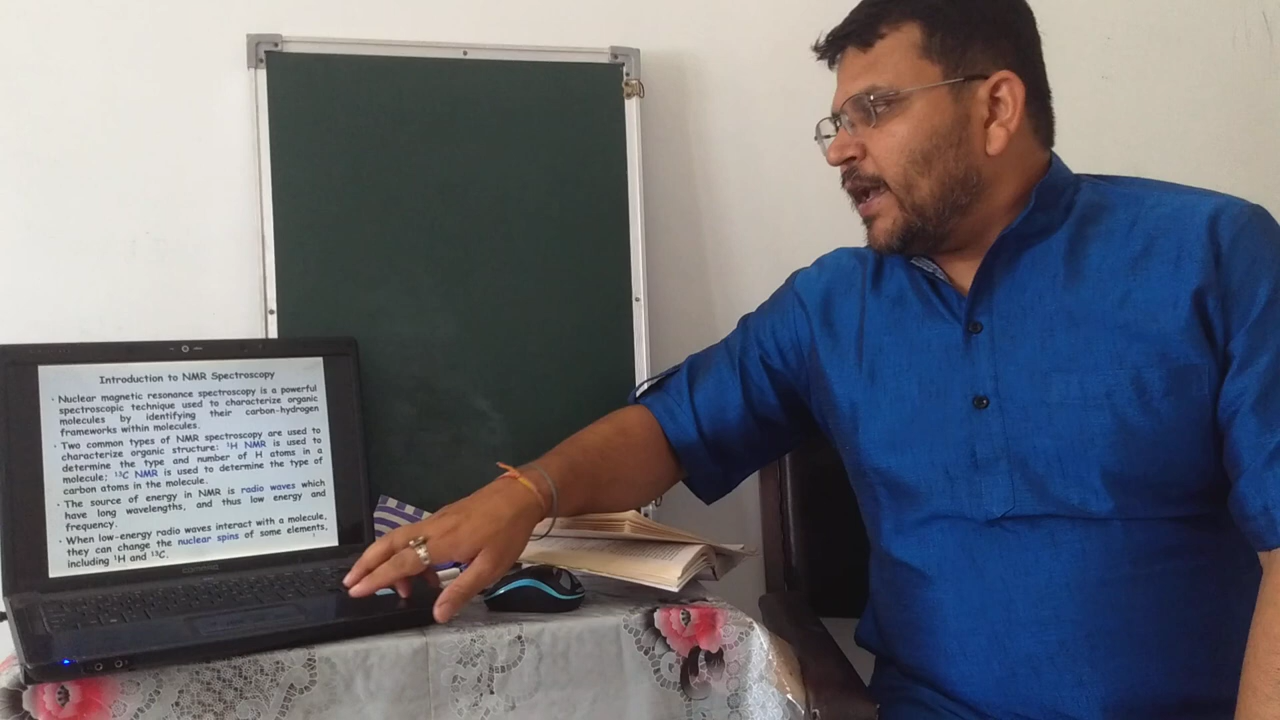 Introduction to NMR Spectroscopy
• Nuclear magnetic resonance spectroscopy is a powerful
spectroscopic technique used to characterize organic
molecules by identifying their carbon-hydrogen
frameworks within molecules.
• Two common types of NMR spectroscopy are used to
characterize organic structure: ¹H NMR is used to
determine the type and number of H atoms in a
molecule; ¹³C NMR is used to determine the type of
carbon atoms in the molecule.
• The source of energy in NMR is radio waves which
have long wavelengths, and thus low energy and
frequency.
• When low-energy radio waves interact with a molecule,
they can change the nuclear spins of some elements,
including ¹H and ¹³C.
1
COMPAQ